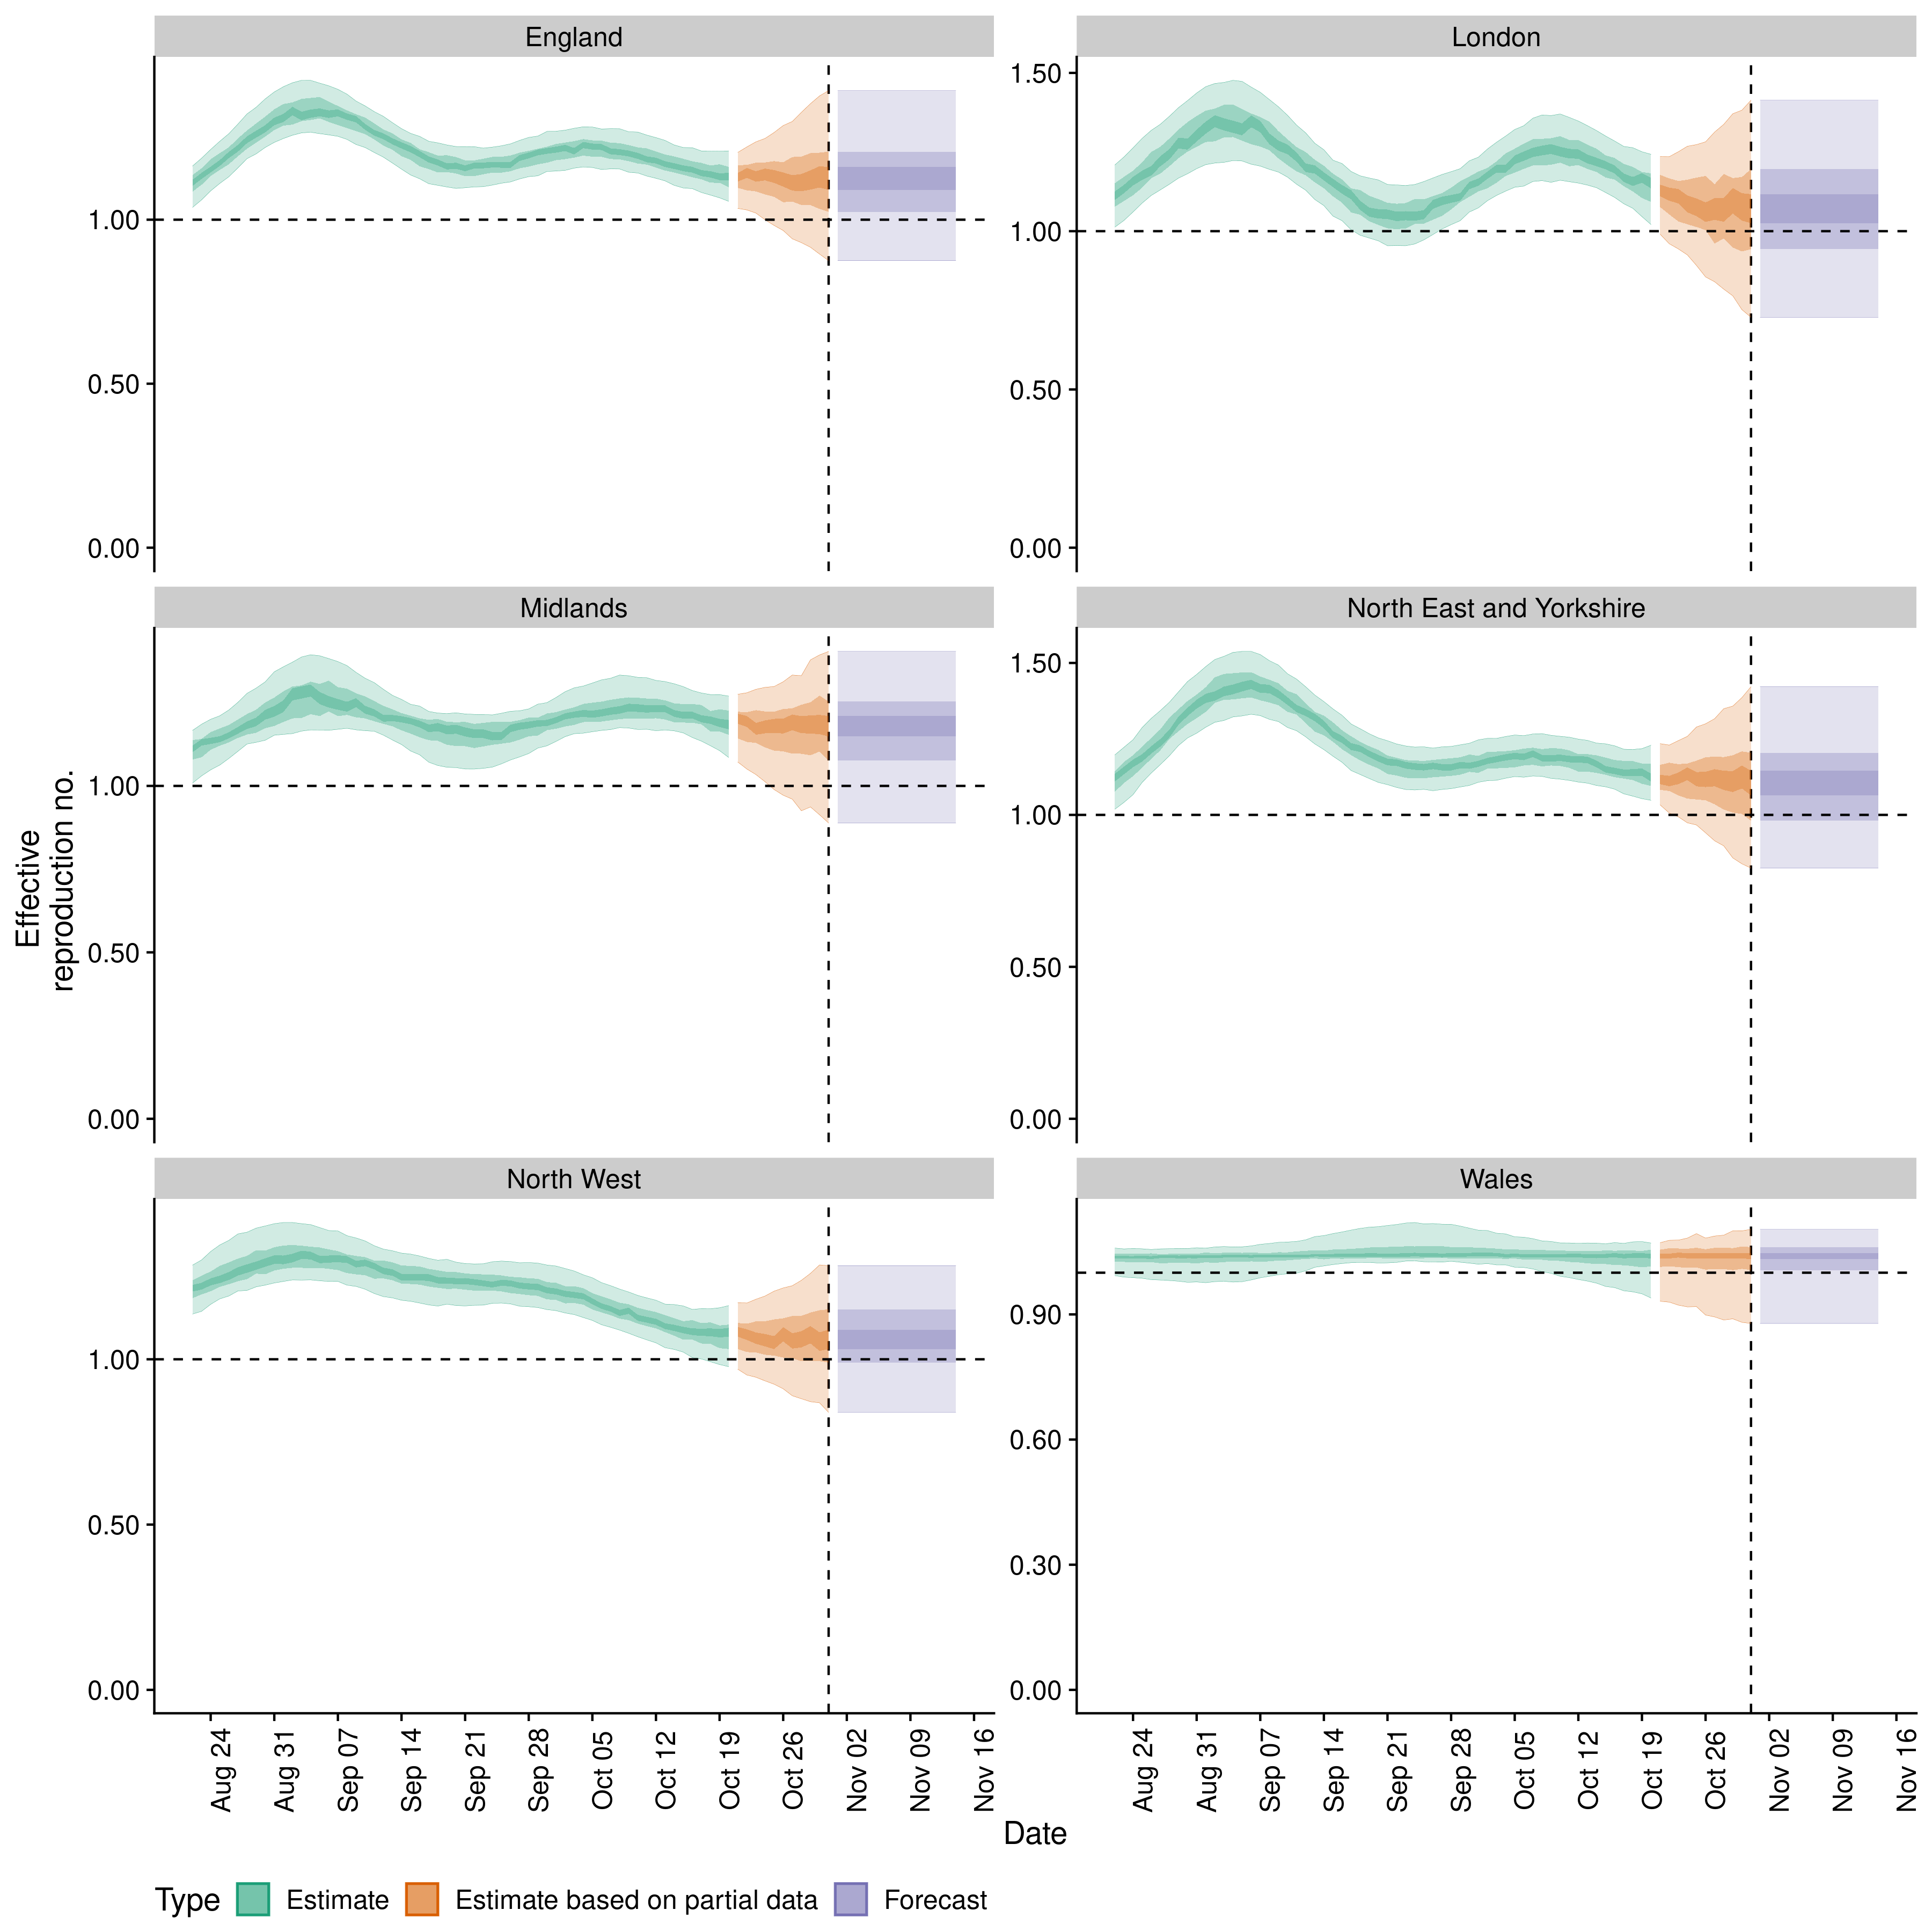 England
London
1.00
0.50
0.00
1.50
1.00
0.50
0.00
Midlands
North East and Yorkshire
1.00
0.50
0.00
1.50
1.00
0.50
0.00
Effective
reproduction no.
North West
Wales
1.00
0.50
0.00
0.90
0.60
0.30
0.00
Aug 24
Aug 31
Sep 07
Sep 14
Sep 21
Sep 28
Oct 05
Oct 12
Oct 19
Oct 26
Nov 02
Nov 09
Nov 16
Aug 24
Aug 31
Sep 07
Sep 14
Sep 21
Sep 28
Oct 05
Oct 12
Oct 19
Oct 26
Nov 02
Nov 09
Nov 16
Date
Type Estimate Estimate based on partial data Forecast